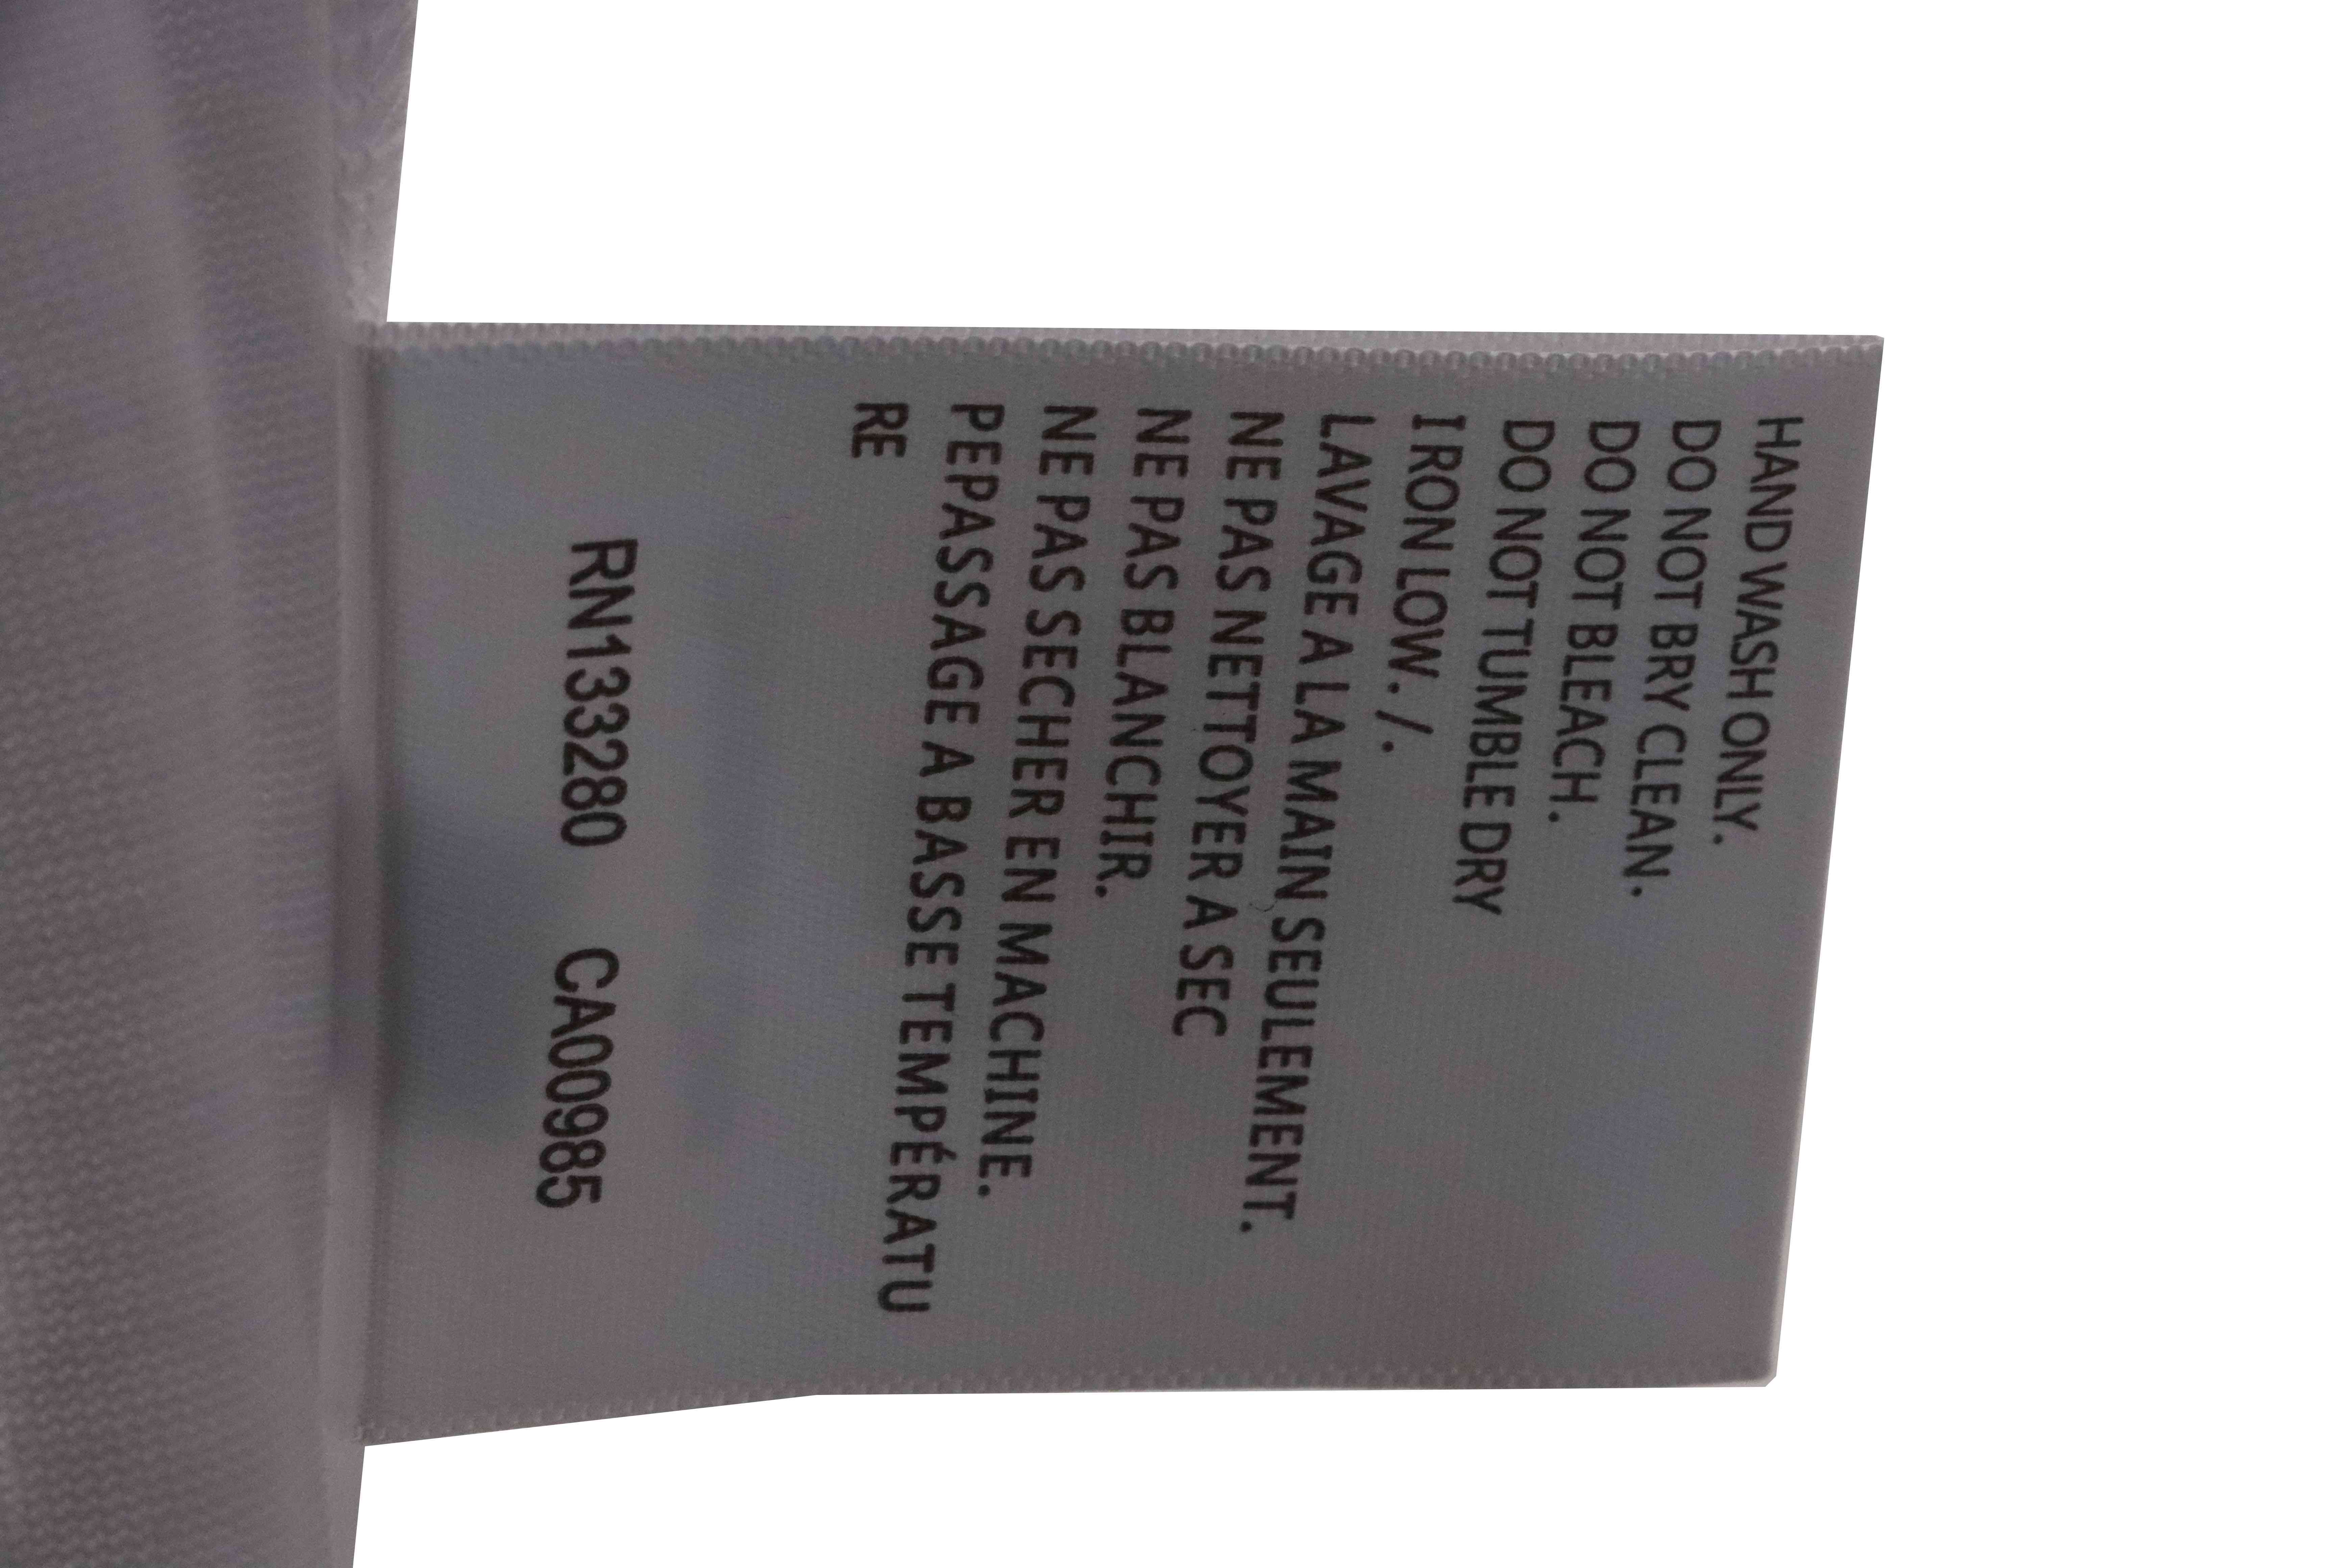 HAND WASH ONLY.
DO NOT BRY CLEAN.
DO NOT BLEACH.
DO NOT TUMBLE DRY
IRON LOW. /.
LAVAGE A LA MAIN SEULEMENT.
NE PAS NETTOYER A SEC
NE PAS BLANCHIR.
NE PAS SECHER EN MACHINE.
PEPASSAGE A BASSE TEMPÉRATU
RE
RN133280 CA00985